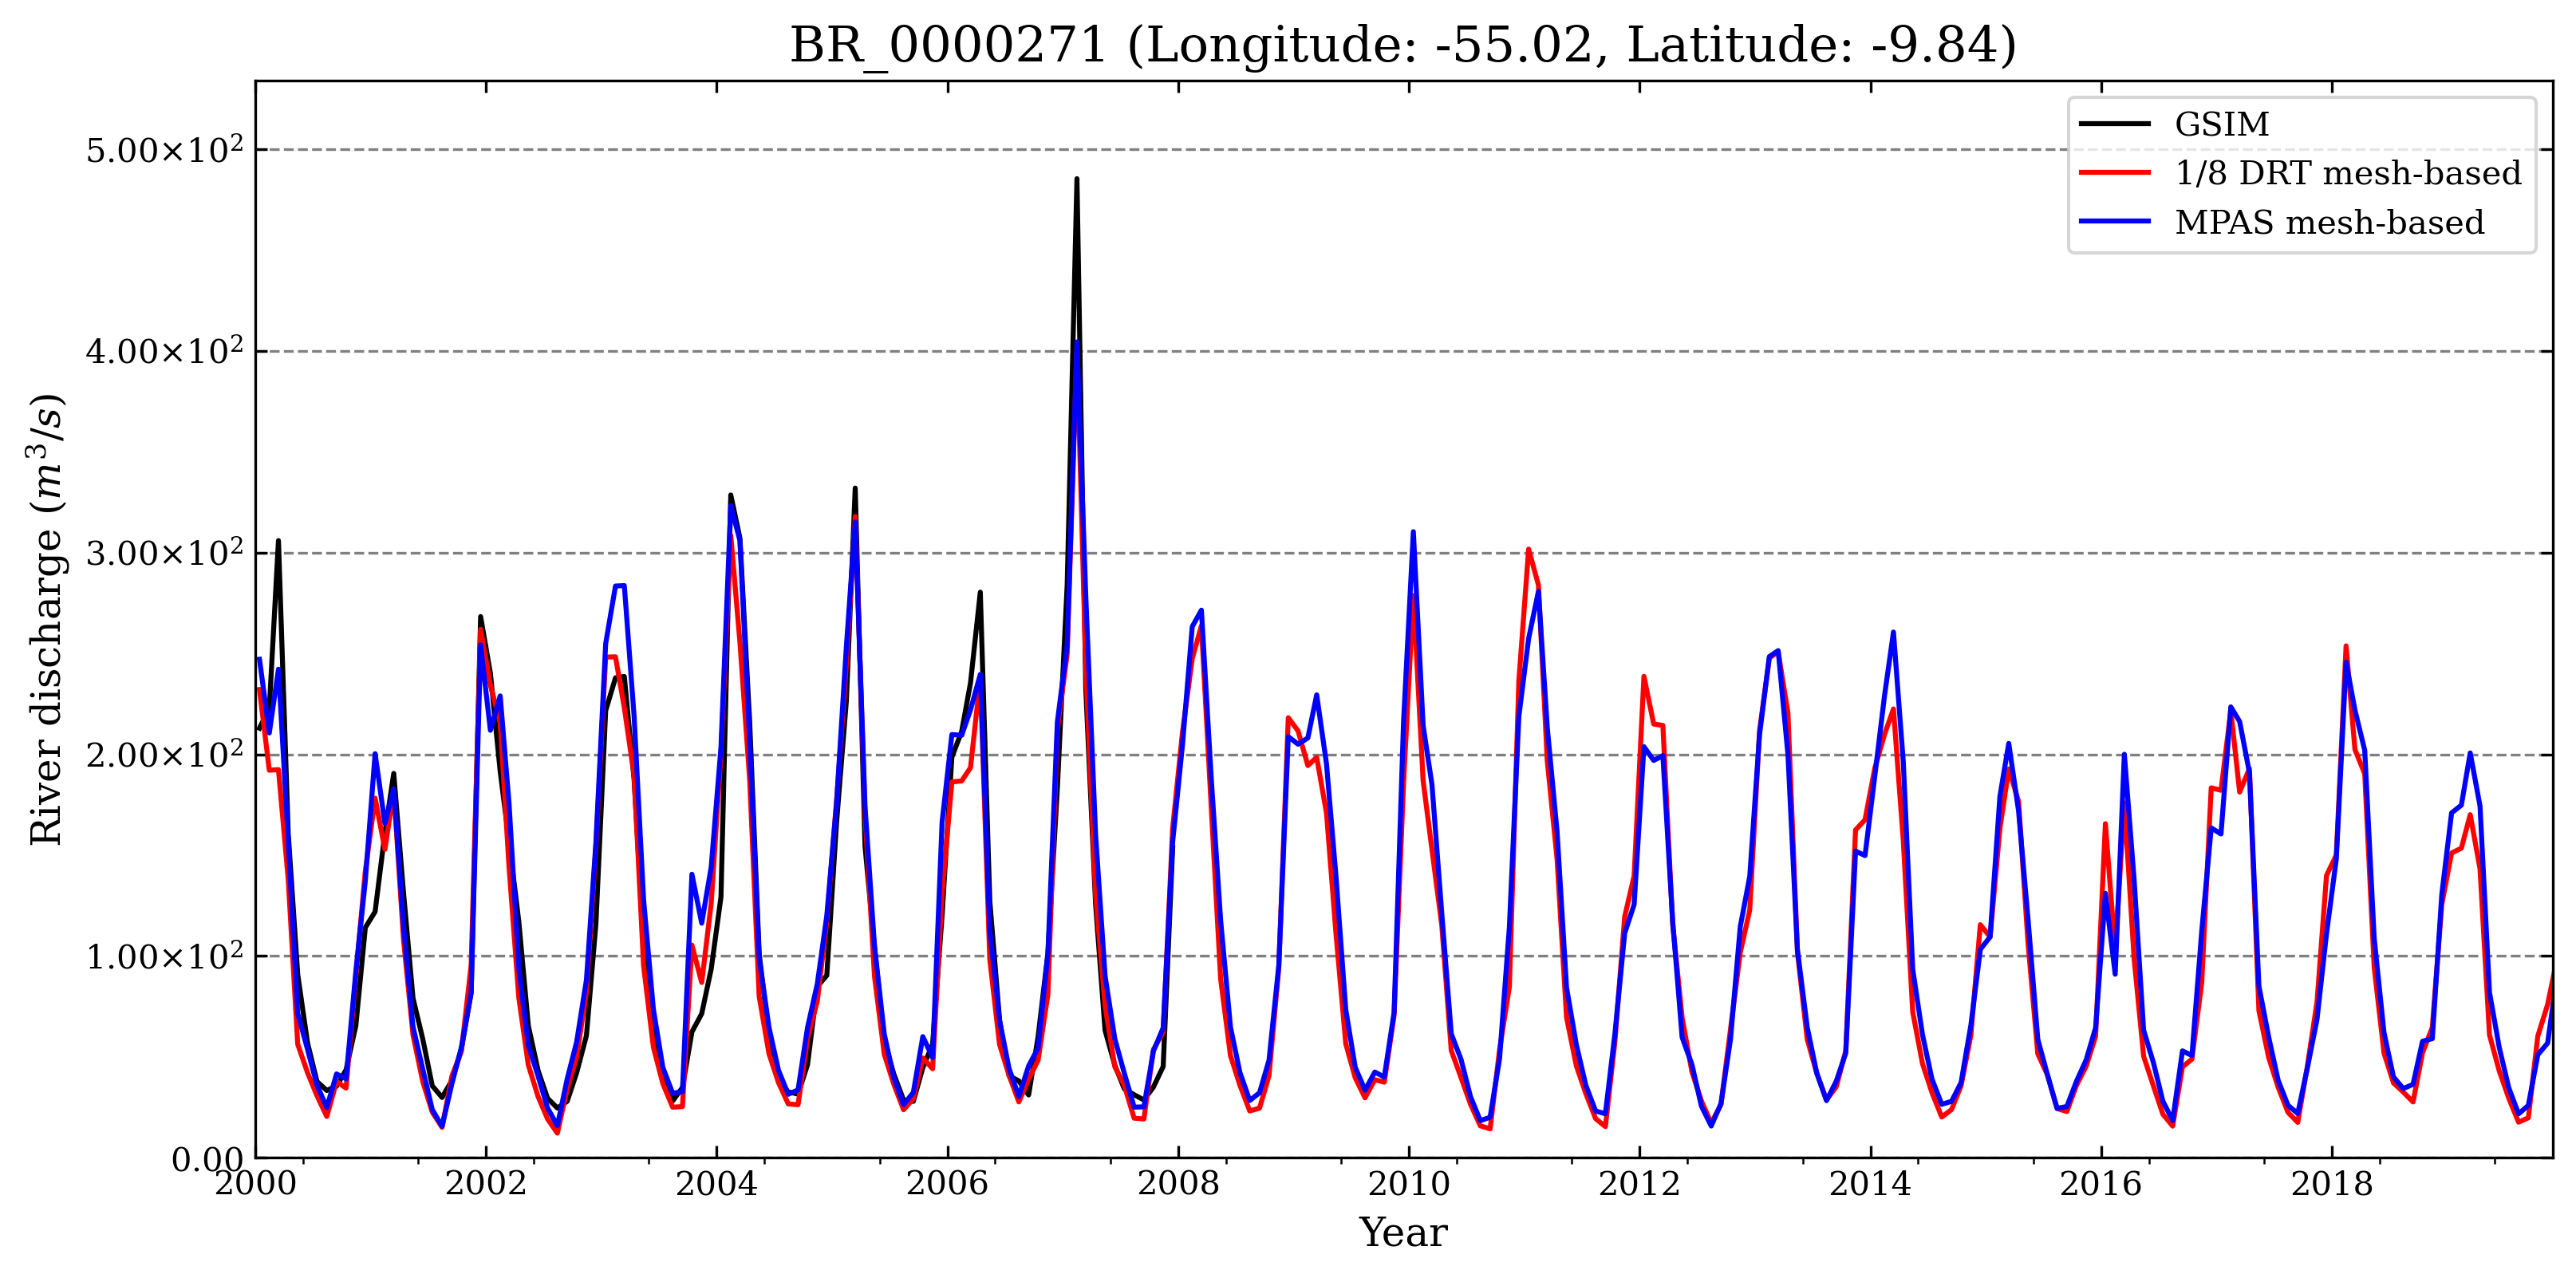 BR_0000271 (Longitude: -55.02, Latitude: -9.84)
GSIM
1/8 DRT mesh-based
MPAS mesh-based
River discharge (m³/s)
5.00×10²
4.00×10²
3.00×10²
2.00×10²
1.00×10²
0.00
2000 2002 2004 2006 2008 2010 2012 2014 2016 2018
Year